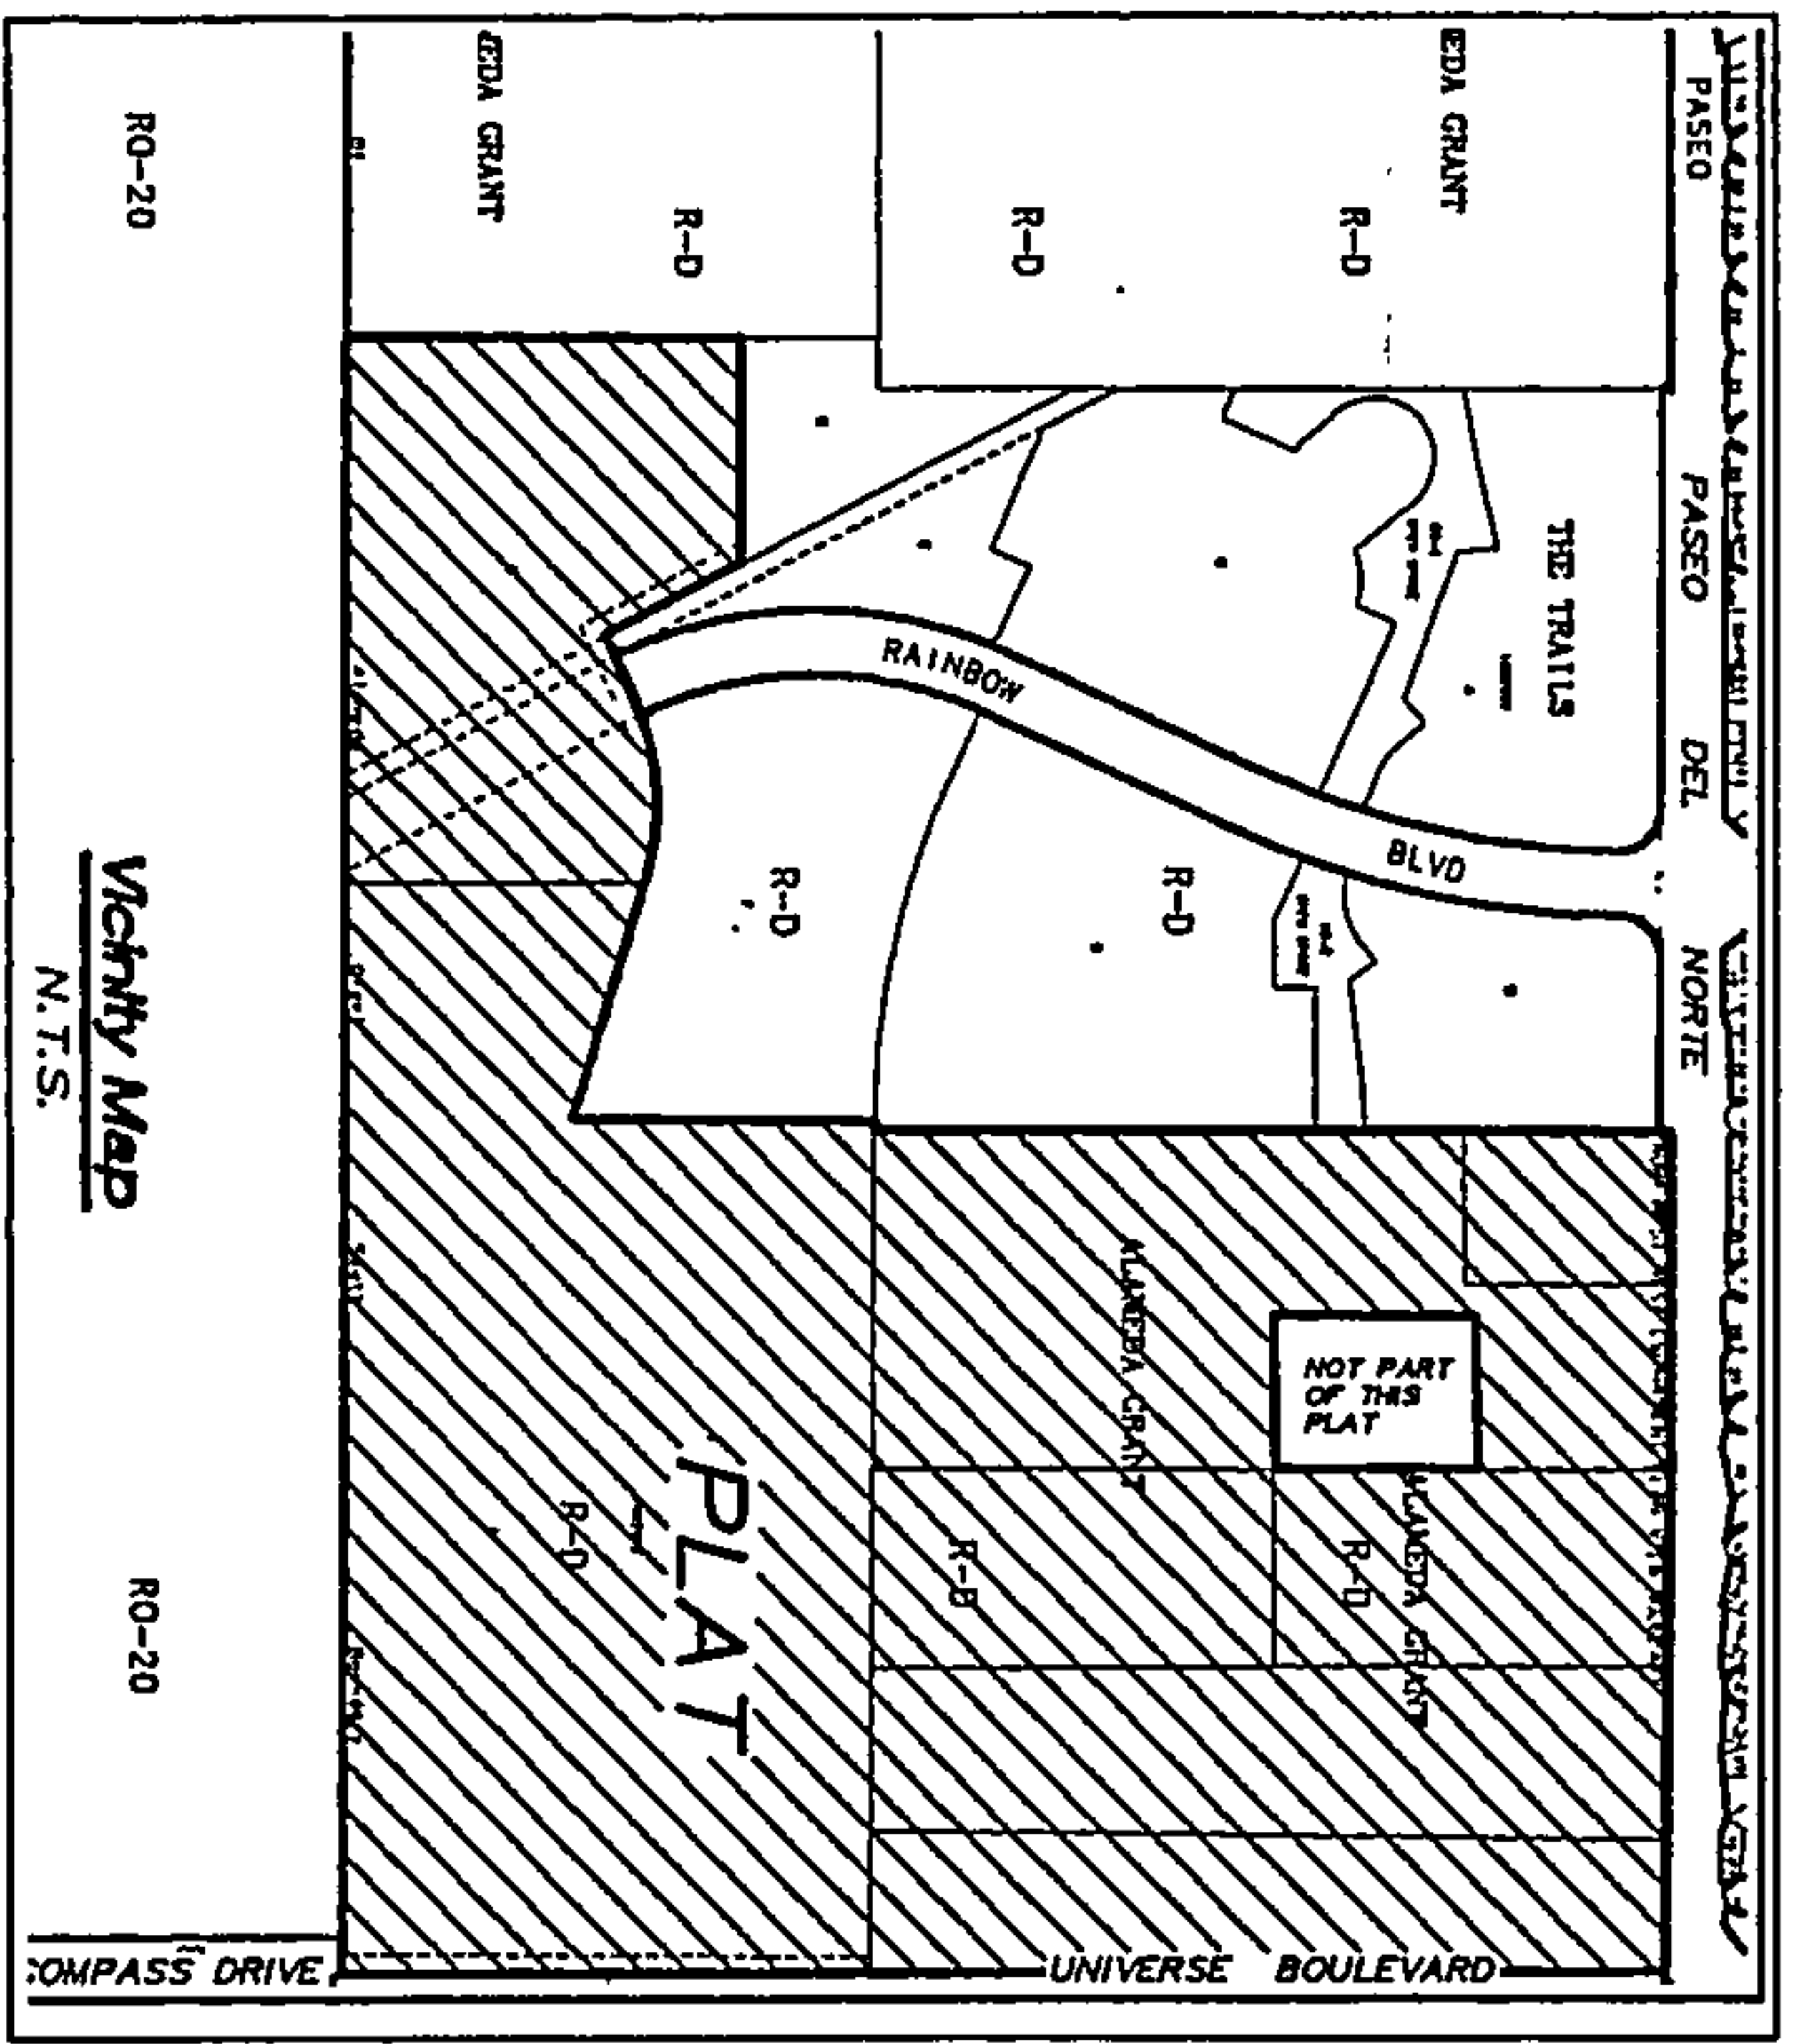 PASEO
PASEO DEL NORTE
EDA GRANT
EDA GRANT
R-D
R-D
R-D
THE TRAILS
RAINBOW BLVD
R-D
R-D
NOT PART
OF THIS
PLAT
ALAMEDA GRANT
ALAMEDA GRANT
R-D
R-D
R-D
PLAT
UNIVERSE BOULEVARD
OMPASS DRIVE
RO-20
RO-20
Vicinity Map
N.T.S.